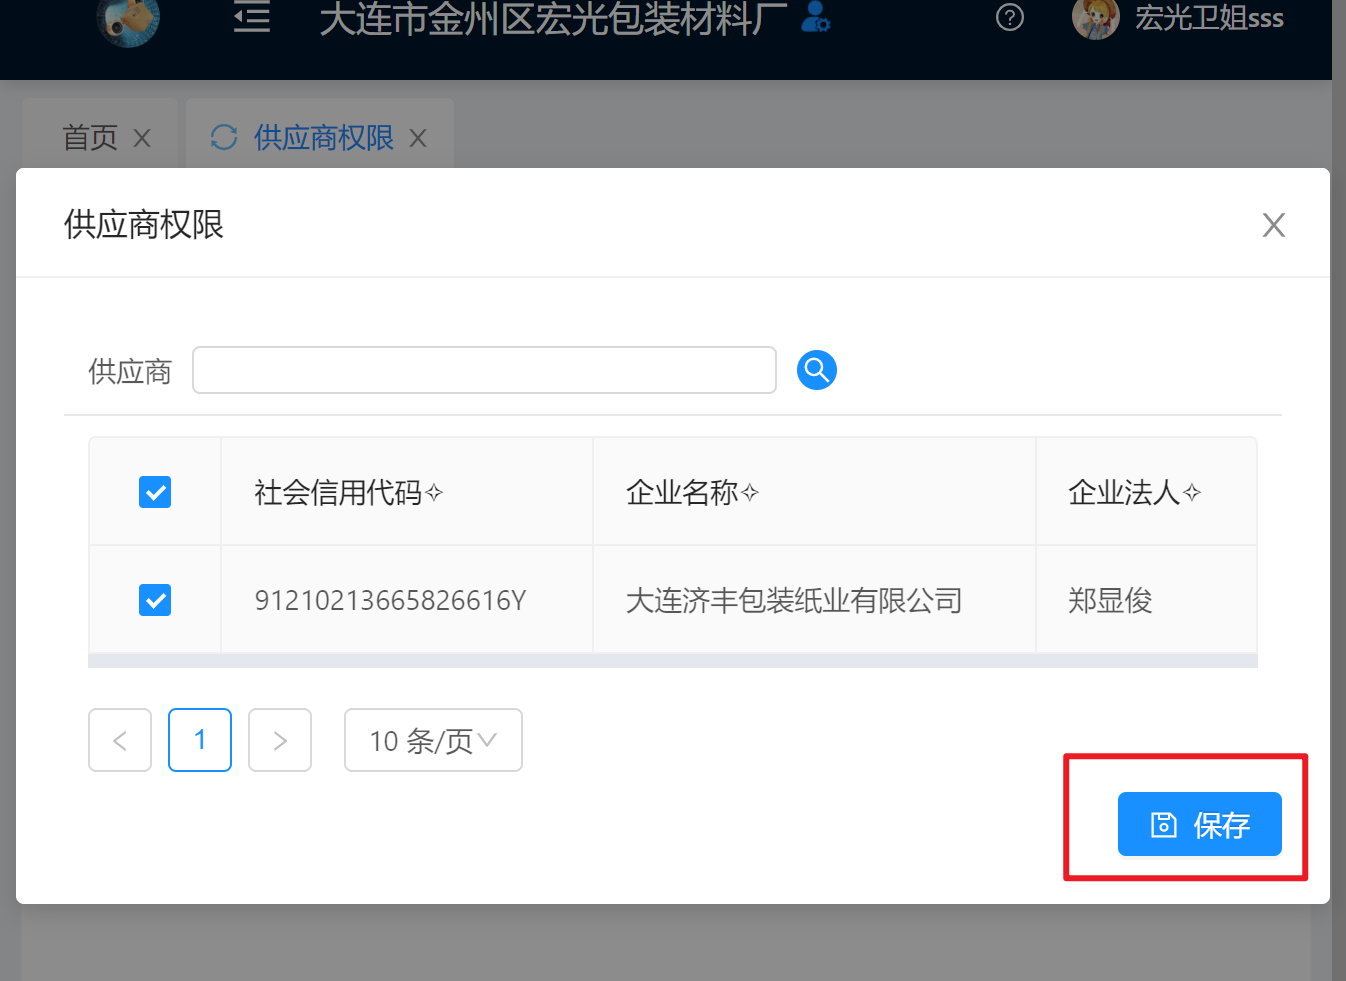 大连市金州区宏光包装材料厂
宏光卫姐sss
首页
供应商权限
供应商权限
供应商
社会信用代码 企业名称 企业法人
91210213665826616Y 大连济丰包装纸业有限公司 郑显俊
1 10 条/页
保存